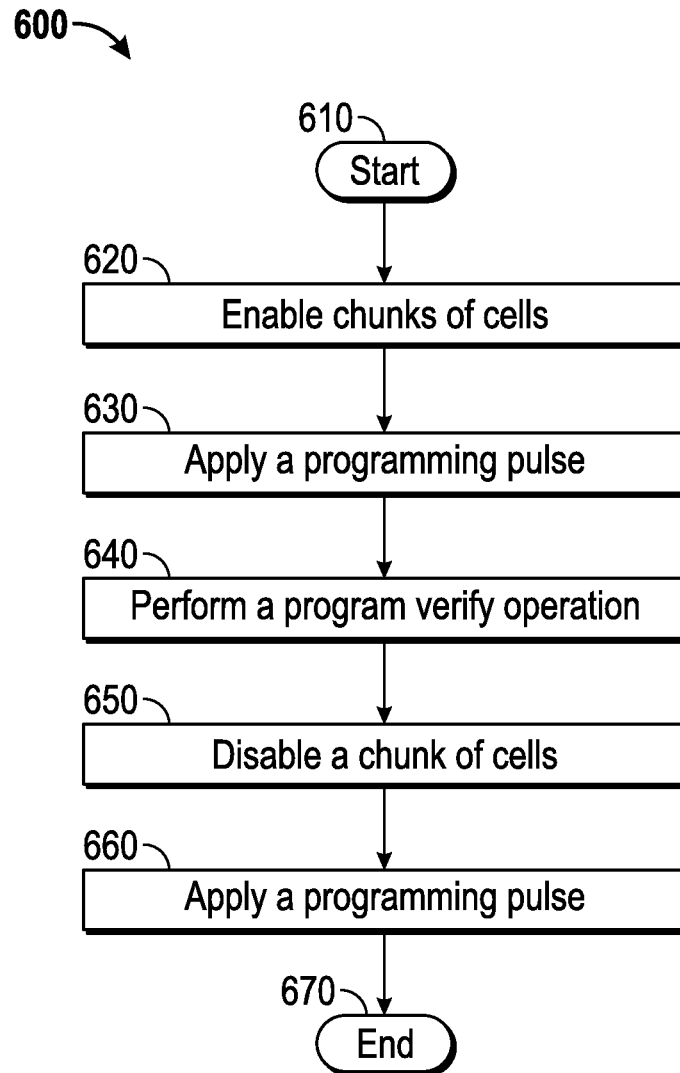 600
610
Start
620
Enable chunks of cells
630
Apply a programming pulse
640
Perform a program verify operation
650
Disable a chunk of cells
660
Apply a programming pulse
670
End